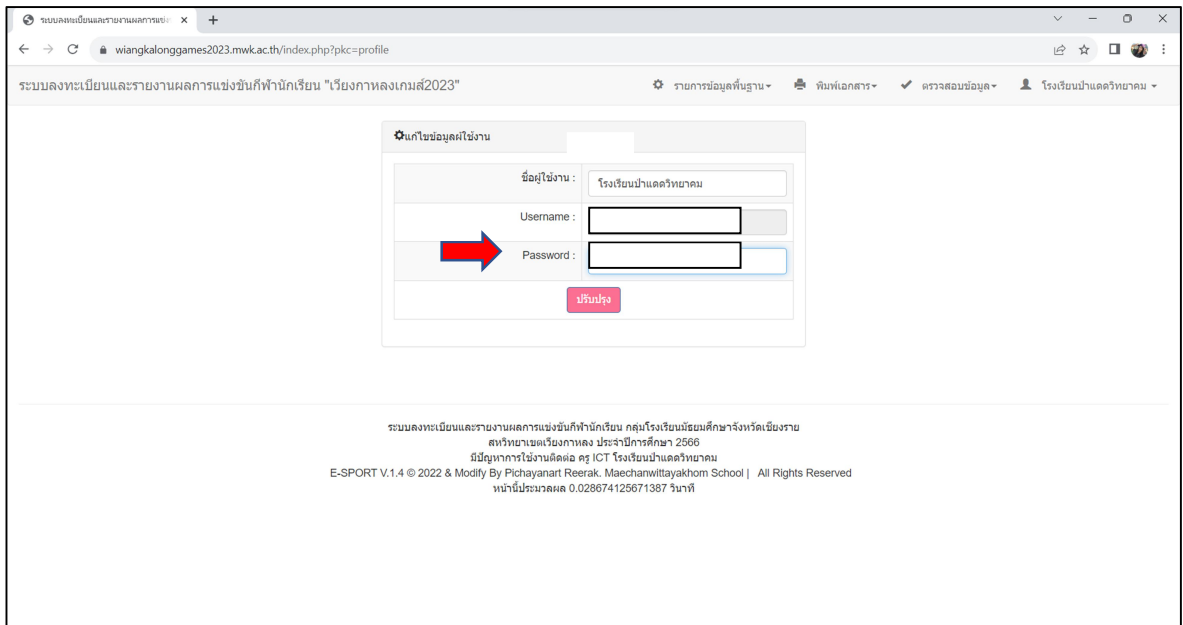 ระบบลงทะเบียนและรายงานผลการแข่ง
wiangkalonggames2023.mwk.ac.th/index.php?pkc=profile
ระบบลงทะเบียนและรายงานผลการแข่งขันกีฬานักเรียน "เวียงกาหลงเกมส์2023" รายการข้อมูลพื้นฐาน พิมพ์เอกสาร ตรวจสอบข้อมูล โรงเรียนป่าแดดวิทยาคม
แก้ไขข้อมูลผู้ใช้งาน
ชื่อผู้ใช้งาน : โรงเรียนป่าแดดวิทยาคม
Username :
Password :
ปรับปรุง
ระบบลงทะเบียนและรายงานผลการแข่งขันกีฬานักเรียน กลุ่มโรงเรียนมัธยมศึกษาจังหวัดเชียงราย
สหวิทยาเขตเวียงกาหลง ประจำปีการศึกษา 2566
มีปัญหาการใช้งานติดต่อ ครู ICT โรงเรียนป่าแดดวิทยาคม
E-SPORT V.1.4 © 2022 & Modify By Pichayanart Reerak. Maechanwittayakhom School | All Rights Reserved
หน้านี้ประมวลผล 0.028674125671387 วินาที